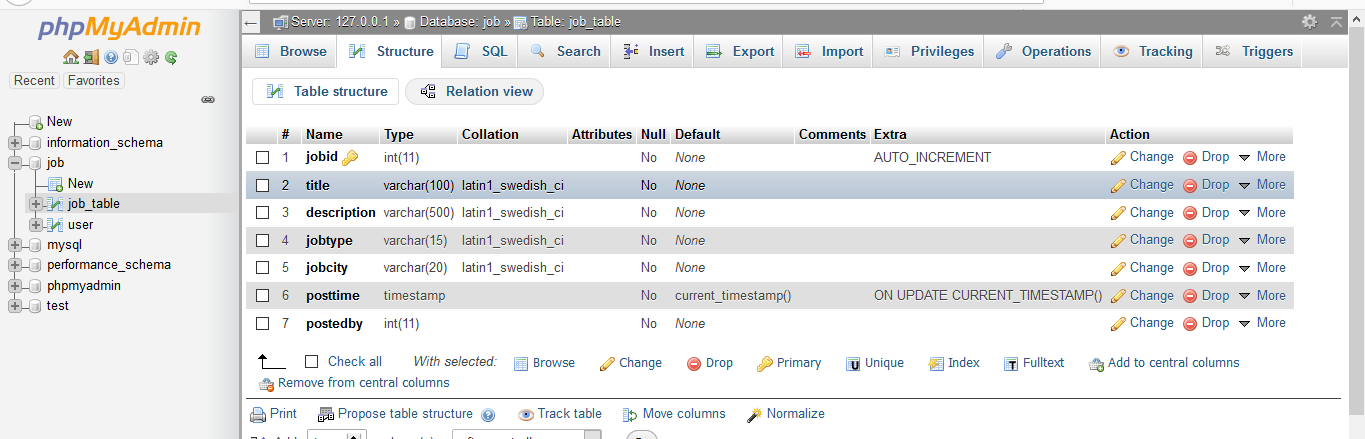 phpMyAdmin
Recent Favorites
New
information_schema
job
New
job_table
user
mysql
performance_schema
phpmyadmin
test
Server: 127.0.0.1 » Database: job » Table: job_table
Browse Structure SQL Search Insert Export Import Privileges Operations Tracking Triggers
Table structure Relation view
# Name Type Collation Attributes Null Default Comments Extra Action
1 jobid int(11) No None AUTO_INCREMENT Change Drop More
2 title varchar(100) latin1_swedish_ci No None Change Drop More
3 description varchar(500) latin1_swedish_ci No None Change Drop More
4 jobtype varchar(15) latin1_swedish_ci No None Change Drop More
5 jobcity varchar(20) latin1_swedish_ci No None Change Drop More
6 posttime timestamp No current_timestamp() ON UPDATE CURRENT_TIMESTAMP() Change Drop More
7 postedby int(11) No None Change Drop More
Check all With selected: Browse Change Drop Primary Unique Index Fulltext Add to central columns
Remove from central columns
Print Propose table structure Track table Move columns Normalize